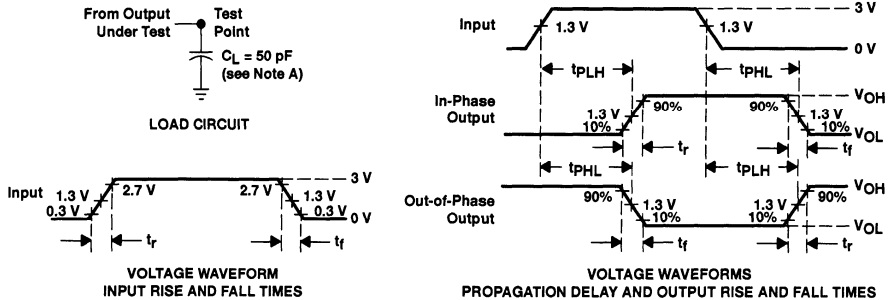 From Output
Under Test
Test
Point
CL = 50 pF
(see Note A)
LOAD CIRCUIT
Input
1.3 V
0.3 V
2.7 V
2.7 V
1.3 V
0.3 V
3 V
0 V
tr
tf
VOLTAGE WAVEFORM
INPUT RISE AND FALL TIMES
Input
1.3 V
1.3 V
3 V
0 V
tPLH
tPHL
In-Phase
Output
1.3 V
10%
90%
90%
1.3 V
10%
VOH
VOL
tr
tf
tPHL
tPLH
Out-of-Phase
Output
90%
1.3 V
10%
1.3 V
10%
90%
VOH
VOL
tf
tr
VOLTAGE WAVEFORMS
PROPAGATION DELAY AND OUTPUT RISE AND FALL TIMES